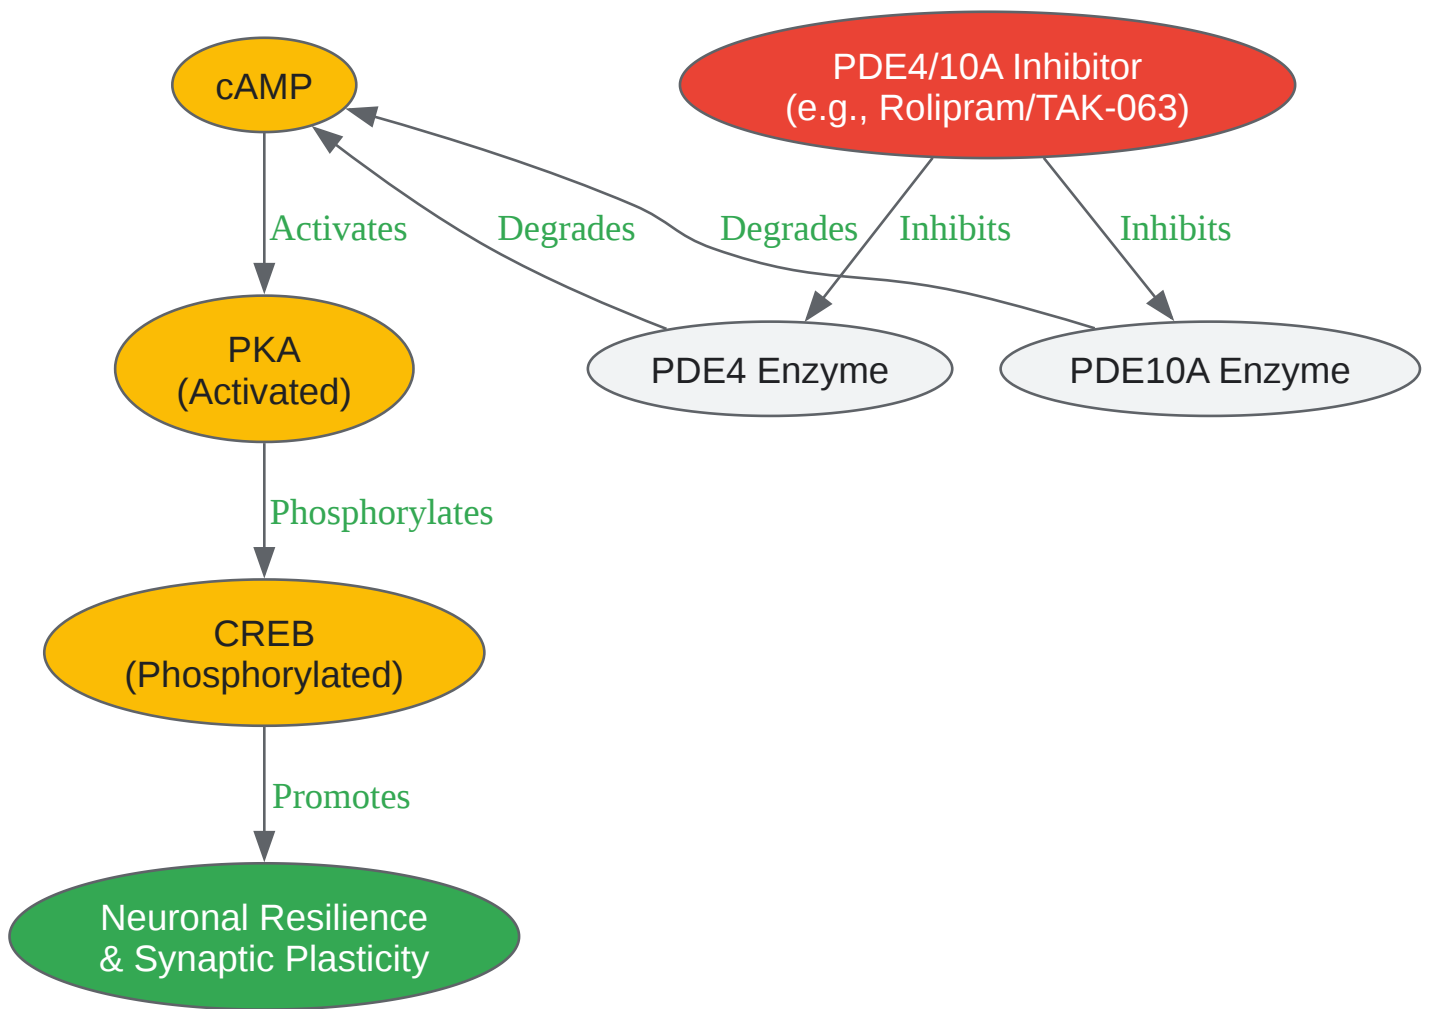 cAMP
PDE4/10A Inhibitor
(e.g., Rolipram/TAK-063)
Activates
Degrades
Degrades
Inhibits
Inhibits
PKA
(Activated)
PDE4 Enzyme
PDE10A Enzyme
Phosphorylates
CREB
(Phosphorylated)
Promotes
Neuronal Resilience
& Synaptic Plasticity